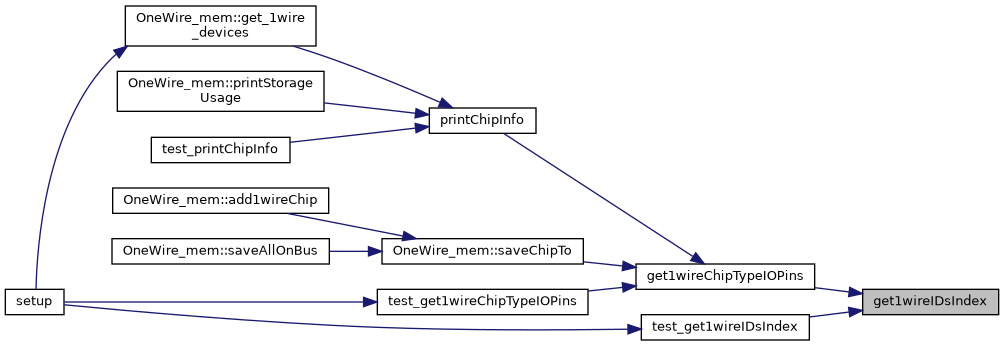 OneWire_mem::get_1wire
_devices
OneWire_mem::printStorage
Usage
printChipInfo
test_printChipInfo
OneWire_mem::add1wireChip
OneWire_mem::saveAllOnBus
OneWire_mem::saveChipTo
get1wireChipTypeIOPins
setup
test_get1wireChipTypeIOPins
get1wireIDsIndex
test_get1wireIDsIndex